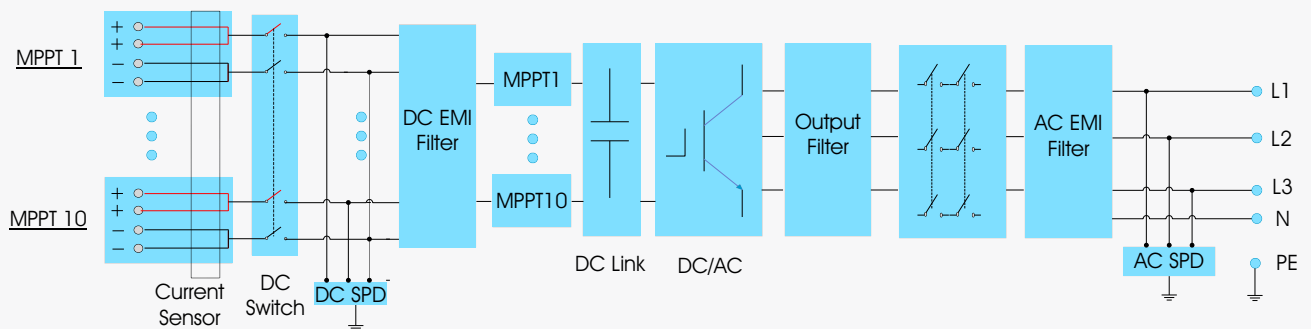 MPPT 1
+
+
−
−
MPPT 10
+
+
−
−
Current
Sensor
DC
Switch
DC SPD
DC EMI
Filter
MPPT1
MPPT10
DC Link
DC/AC
Output
Filter
AC EMI
Filter
AC SPD
L1
L2
L3
N
PE